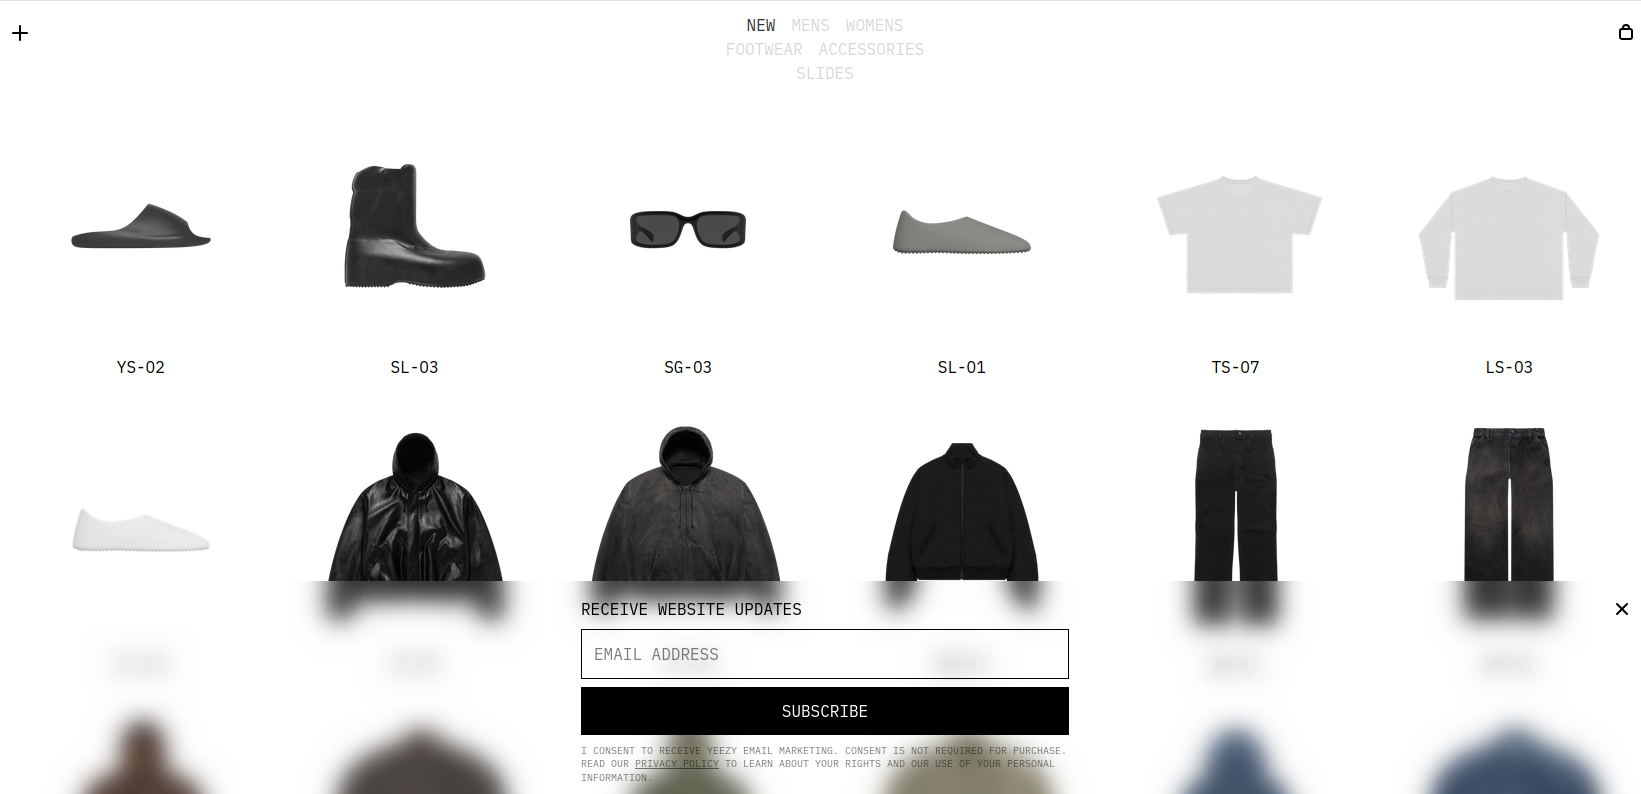 NEW MENS WOMENS
FOOTWEAR ACCESSORIES
SLIDES
YS-02
SL-03
SG-03
SL-01
TS-07
LS-03
RECEIVE WEBSITE UPDATES
EMAIL ADDRESS
SUBSCRIBE
I CONSENT TO RECEIVE YEEZY EMAIL MARKETING. CONSENT IS NOT REQUIRED FOR PURCHASE.
READ OUR PRIVACY POLICY TO LEARN ABOUT YOUR RIGHTS AND OUR USE OF YOUR PERSONAL
INFORMATION.